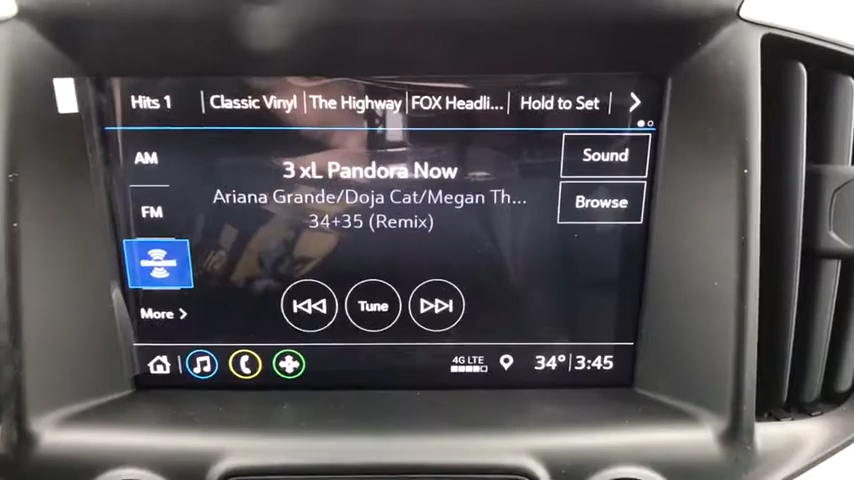 Hits 1
Classic Vinyl
The Highway
FOX Headli...
Hold to Set
AM
3 xL Pandora Now
Sound
Ariana Grande/Doja Cat/Megan Th...
Browse
FM
34+35 (Remix)
More
Tune
4G LTE
34° 3:45